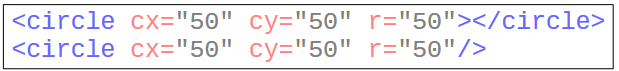 <circle cx="50" cy="50" r="50"></circle>
<circle cx="50" cy="50" r="50"/>